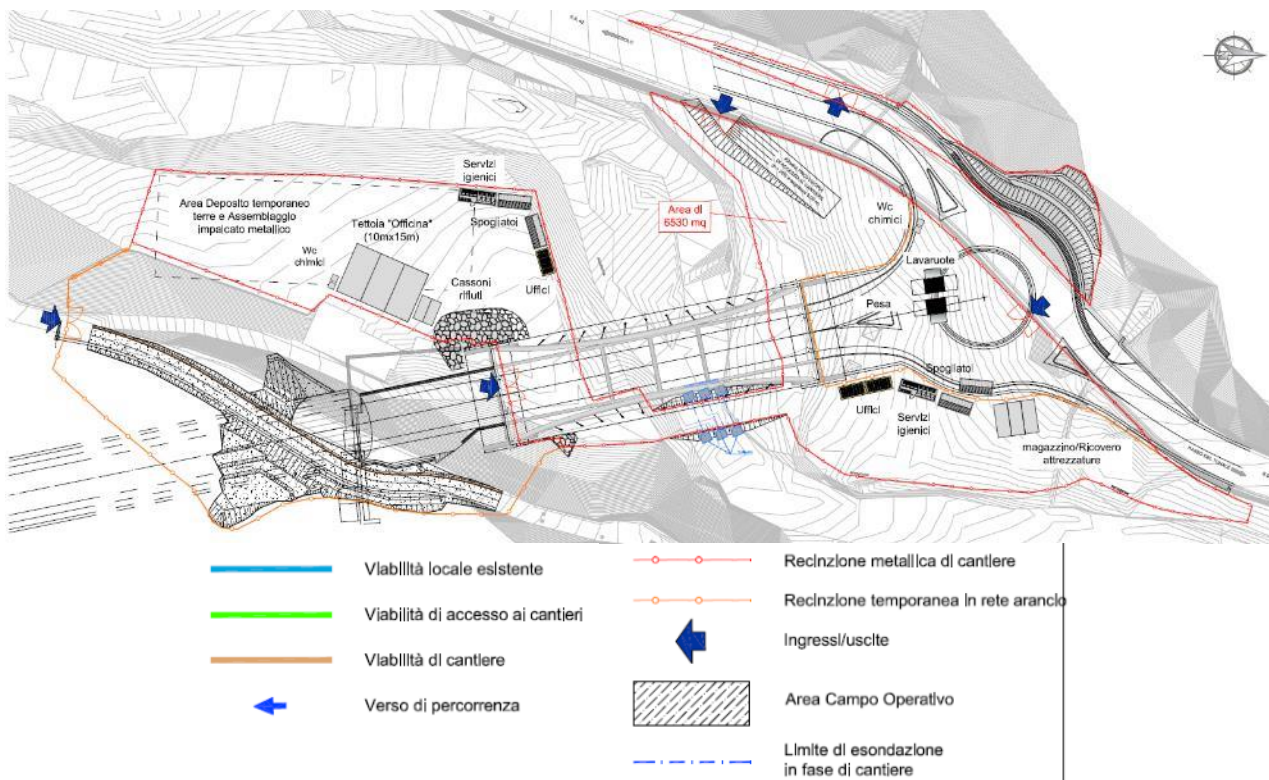 Servizi
igienici
Area Deposito temporaneo
terre e Assemblaggio
impalcato metallico
Tettoia "Officina"
(10mx15m)
Spogliatoi
Wc
chimici
Cassoni
rifiuti
Uffici
Area di
6530 mq
Wc
chimici
Lavaruote
Pesa
Spogliatoi
Uffici
Servizi
igienici
magazzino/Ricovero
attrezzature
Viabilità locale esistente
Viabilità di accesso ai cantieri
Viabilità di cantiere
Verso di percorrenza
Recinzione metallica di cantiere
Recinzione temporanea in rete arancio
Ingressi/uscite
Area Campo Operativo
Limite di esondazione
in fase di cantiere